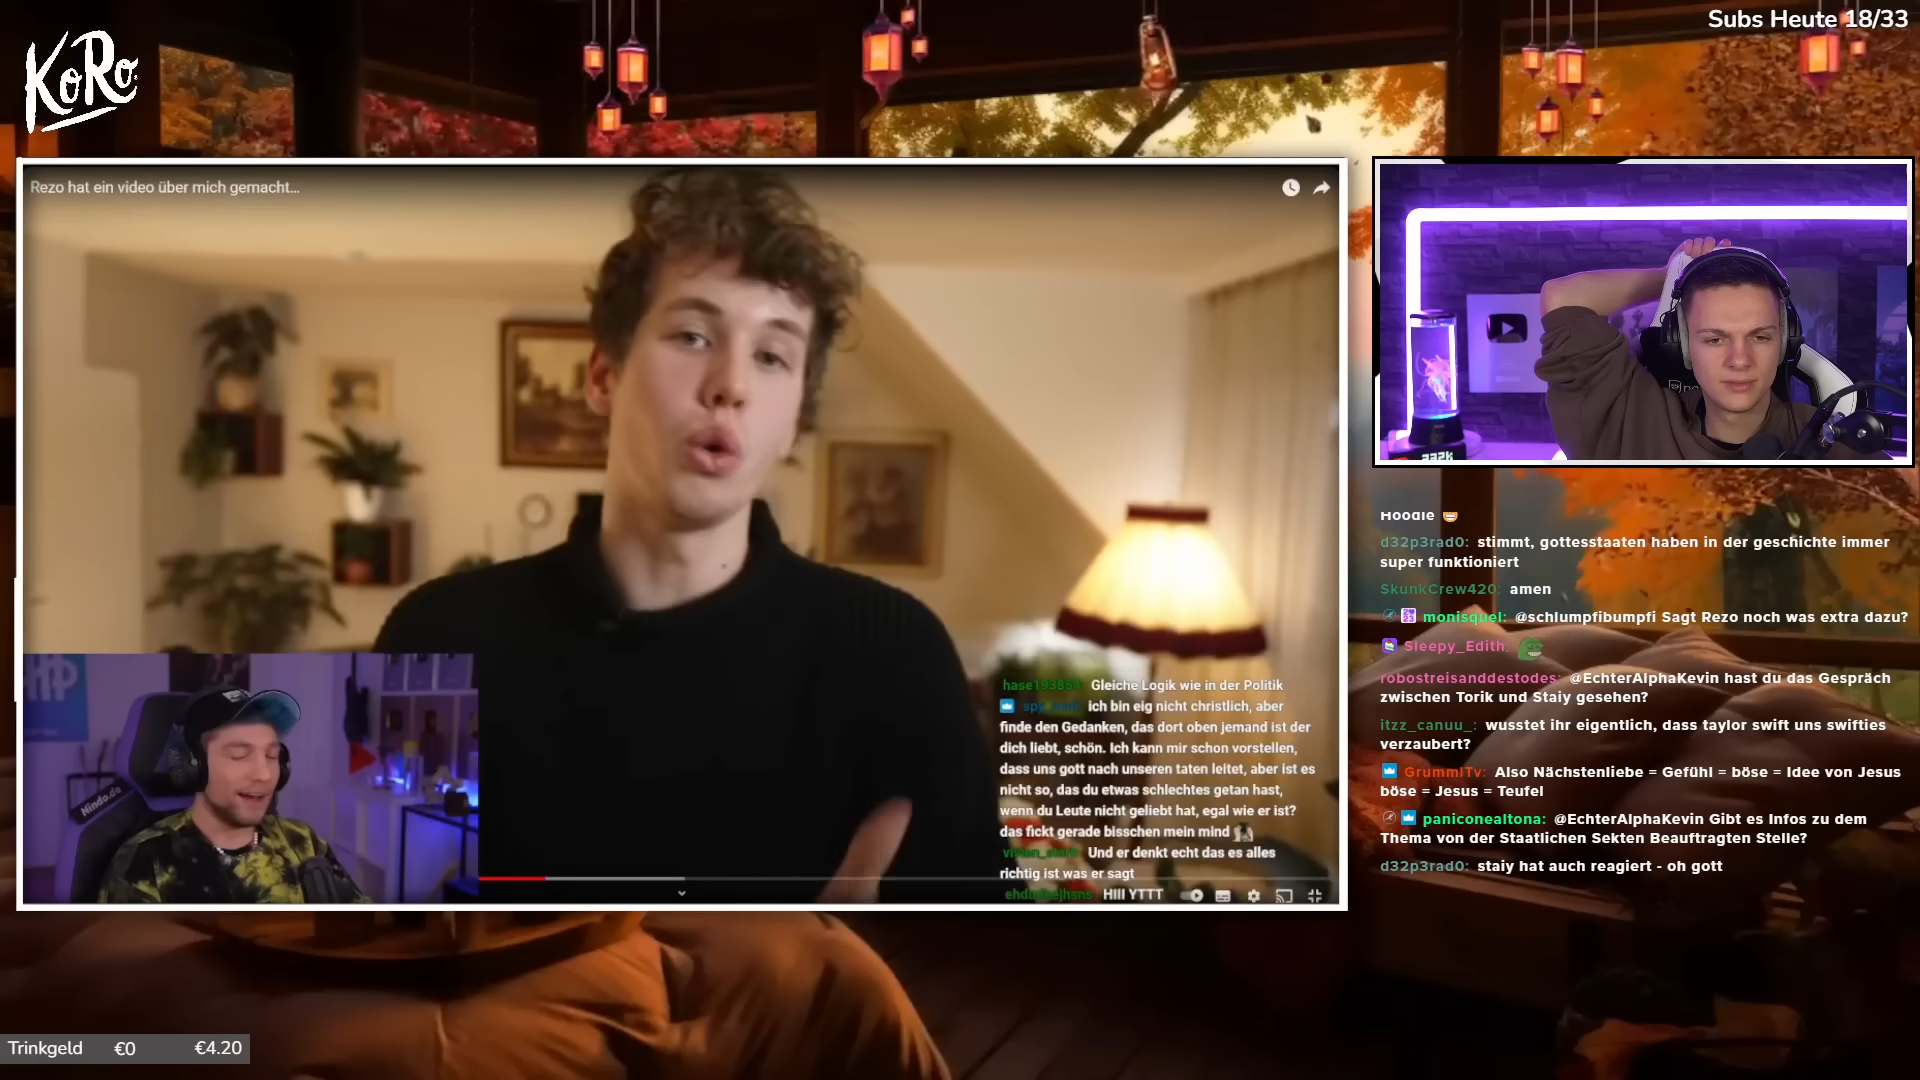 Subs Heute 18/33
KoRo
Rezo hat ein video über mich gemacht...
Nindo.de
hase193854 Gleiche Logik wie in der Politik
ich bin eig nicht christlich, aber
finde den Gedanken, das dort oben jemand ist der
dich liebt, schön. Ich kann mir schon vorstellen,
dass uns gott nach unseren taten leitet, aber ist es
nicht so, das du etwas schlechtes getan hast,
wenn du Leute nicht geliebt hat, egal wie er ist?
das fickt gerade bisschen mein mind
Und er denkt echt das es alles
richtig ist was er sagt
HIII YTTT
Hoodie
d32p3rad0: stimmt, gottesstaaten haben in der geschichte immer
super funktioniert
SkunkCrew420: amen
monisquel: @schlumpfibumpfi Sagt Rezo noch was extra dazu?
Sleepy_Edith:
robostreisanddestodes: @EchterAlphaKevin hast du das Gespräch
zwischen Torik und Staiy gesehen?
itzz_canuu_: wusstet ihr eigentlich, dass taylor swift uns swifties
verzaubert?
GrummlTv: Also Nächstenliebe = Gefühl = böse = Idee von Jesus
böse = Jesus = Teufel
paniconealtona: @EchterAlphaKevin Gibt es Infos zu dem
Thema von der Staatlichen Sekten Beauftragten Stelle?
d32p3rad0: staiy hat auch reagiert - oh gott
Trinkgeld €0 €4.20